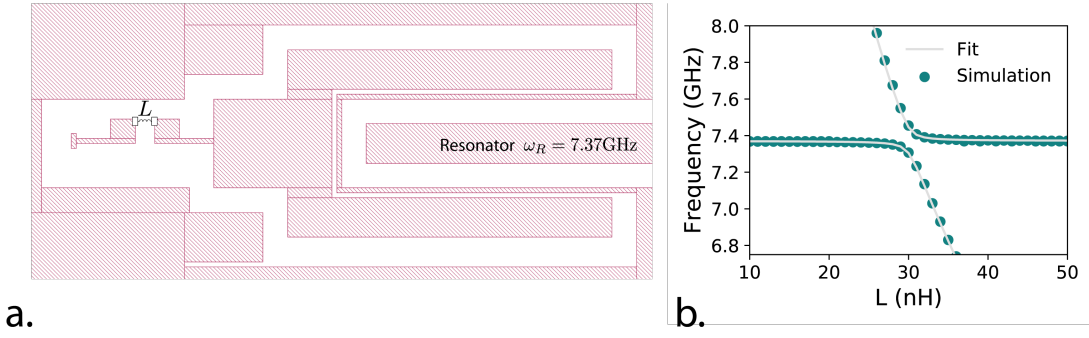 L
Resonator ω_R = 7.37GHz
a.
8.0
7.8
7.6
7.4
7.2
7.0
6.8
Frequency (GHz)
Fit
Simulation
10 20 30 40 50
L (nH)
b.